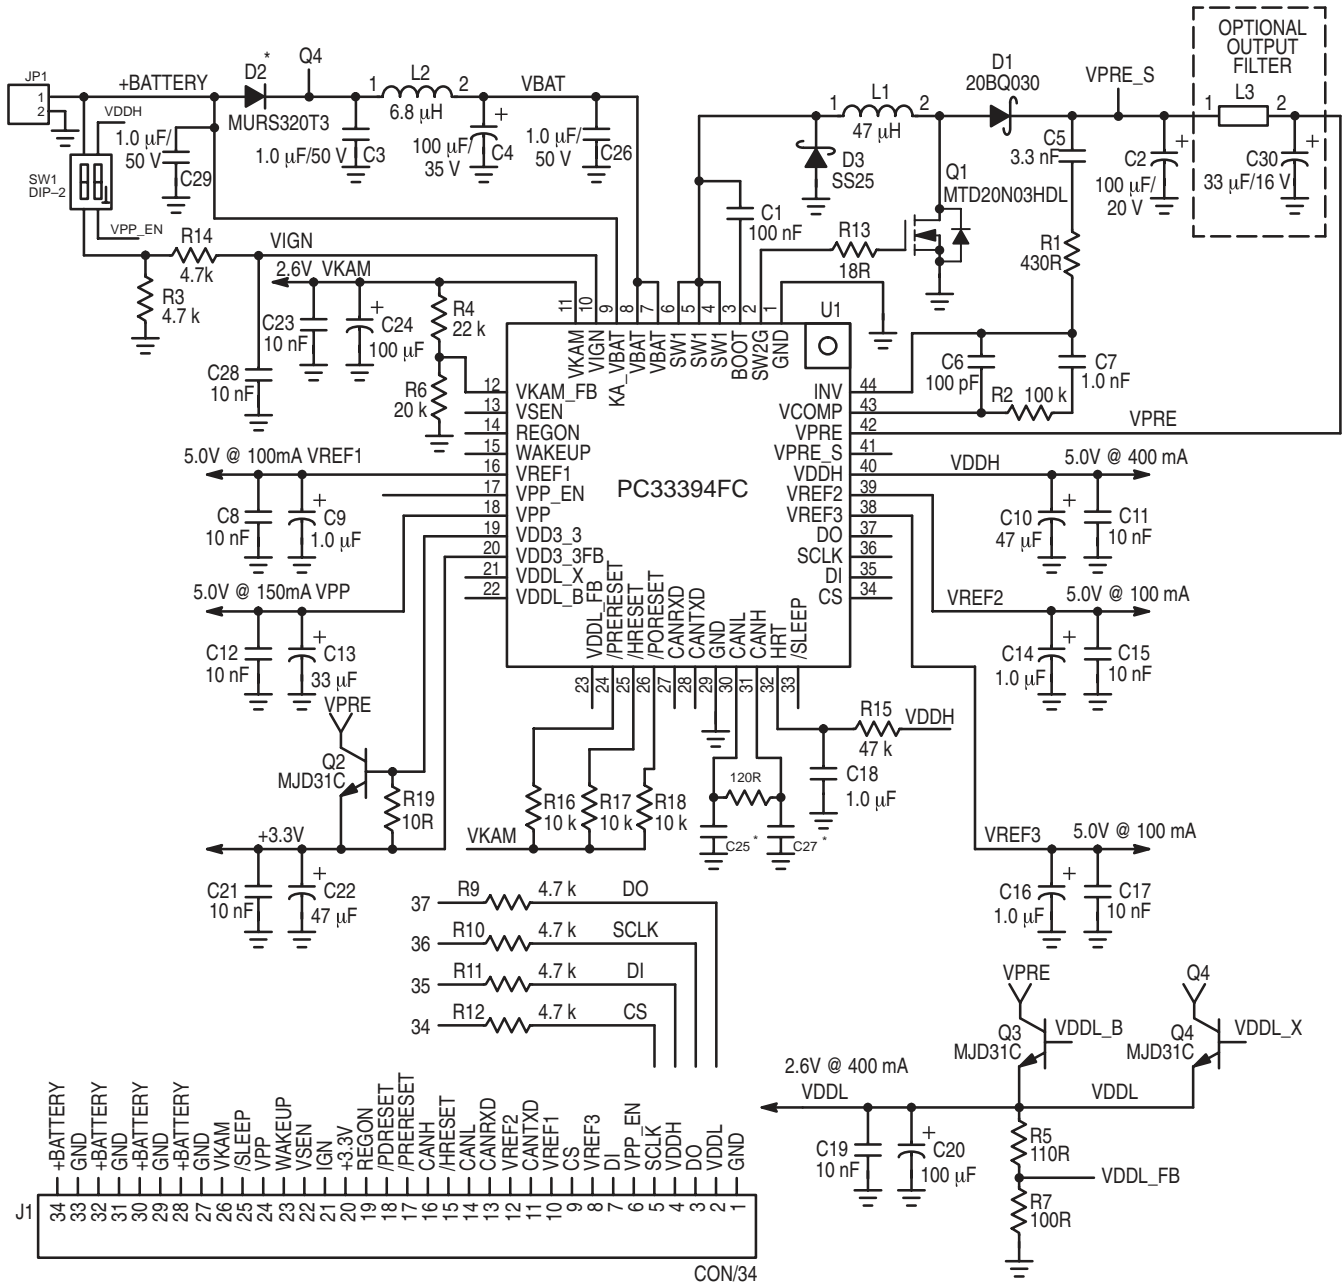 OPTIONAL
OUTPUT
FILTER
JP1
1
2
+BATTERY
D2
*
MURS320T3
Q4
1
L2
2
6.8 µH
VBAT
1
L1
2
47 µH
D1
20BQ030
VPRE_S
1
L3
2
VDDH
SW1
DIP–2
VPP_EN
1.0 µF/
50 V
C29
1.0 µF/50 V
C3
100 µF/
35 V
+
C4
1.0 µF/
50 V
C26
D3
SS25
Q1
MTD20N03HDL
C5
3.3 nF
C2
+
100 µF/
20 V
C30
+
33 µF/16 V
C1
100 nF
R13
18R
R1
430R
R14
4.7k
R3
4.7 k
VIGN
2.6V VKAM
C23
10 nF
C24
+
100 µF
R4
22 k
R6
20 k
C28
10 nF
11
10
9
8
7
6
5
4
3
2
1
VKAM
VIGN
KA_VBAT
VBAT
VBAT
SW1
SW1
SW1
BOOT
SW2G
GND
U1
PC33394FC
12 VKAM_FB
13 VSEN
14 REGON
15 WAKEUP
16 VREF1
17 VPP_EN
18 VPP
19 VDD3_3
20 VDD3_3FB
21 VDDL_X
22 VDDL_B
INV 44
VCOMP 43
VPRE 42
VPRE_S 41
VDDH 40
VREF2 39
VREF3 38
DO 37
SCLK 36
DI 35
CS 34
VDDL_FB
/PRERESET
/HRESET
/PORESET
CANRXD
CANTXD
GND
CANL
CANH
HRT
/SLEEP
23
24
25
26
27
28
29
30
31
32
33
C6
100 pF
C7
1.0 nF
R2
100 k
VPRE
5.0V @ 100mA VREF1
C8
10 nF
C9
+
1.0 µF
5.0V @ 150mA VPP
C12
10 nF
C13
+
33 µF
VDDH
5.0V @ 400 mA
C10
+
47 µF
C11
10 nF
VREF2
5.0V @ 100 mA
C14
+
1.0 µF
C15
10 nF
VPRE
Q2
MJD31C
R19
10R
+3.3V
C21
10 nF
C22
+
47 µF
R16
10 k
R17
10 k
R18
10 k
VKAM
120R
C25
*
C27
*
R15
47 k
VDDH
C18
1.0 µF
VREF3
5.0V @ 100 mA
C16
+
1.0 µF
C17
10 nF
37 R9 4.7 k DO
36 R10 4.7 k SCLK
35 R11 4.7 k DI
34 R12 4.7 k CS
VPRE
Q3
MJD31C
VDDL_B
Q4
Q4
MJD31C
VDDL_X
2.6V @ 400 mA
VDDL
VDDL
C19
10 nF
C20
+
100 µF
R5
110R
VDDL_FB
R7
100R
+BATTERY
GND
+BATTERY
GND
+BATTERY
GND
+BATTERY
GND
VKAM
/SLEEP
VPP
WAKEUP
VSEN
IGN
+3.3V
REGON
/PDRESET
/PRERESET
CANH
/HRESET
CANL
CANRXD
VREF2
CANTXD
VREF1
CS
VREF3
DI
VPP_EN
SCLK
VDDH
DO
VDDL
GND
J1
34
33
32
31
30
29
28
27
26
25
24
23
22
21
20
19
18
17
16
15
14
13
12
11
10
9
8
7
6
5
4
3
2
1
CON/34